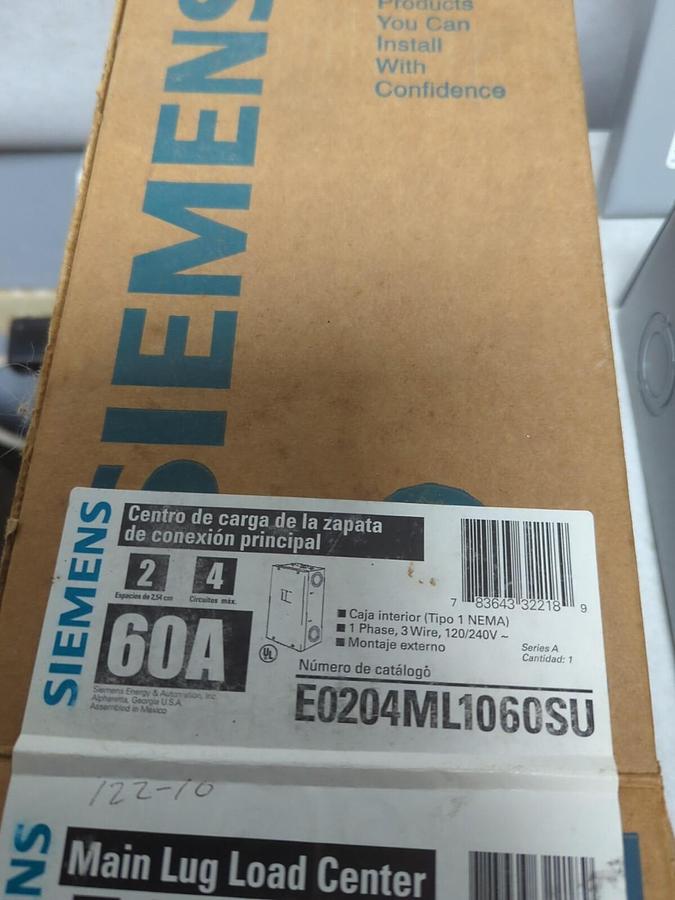 SIEMENS
Products
You Can
Install
With
Confidence
SIEMENS
Centro de carga de la zapata
de conexión principal
2
4
Espacios de 2,54 cm
Circuitos máx.
60A
UL
7 83643 32218 9
Caja interior (Tipo 1 NEMA)
1 Phase, 3 Wire, 120/240V ~
Montaje externo
Series A
Cantidad: 1
Siemens Energy & Automation, Inc.
Alpharetta, Georgia U.S.A.
Assembled in Mexico
Número de catálogo
E0204ML1060SU
122-10
NS
Main Lug Load Center